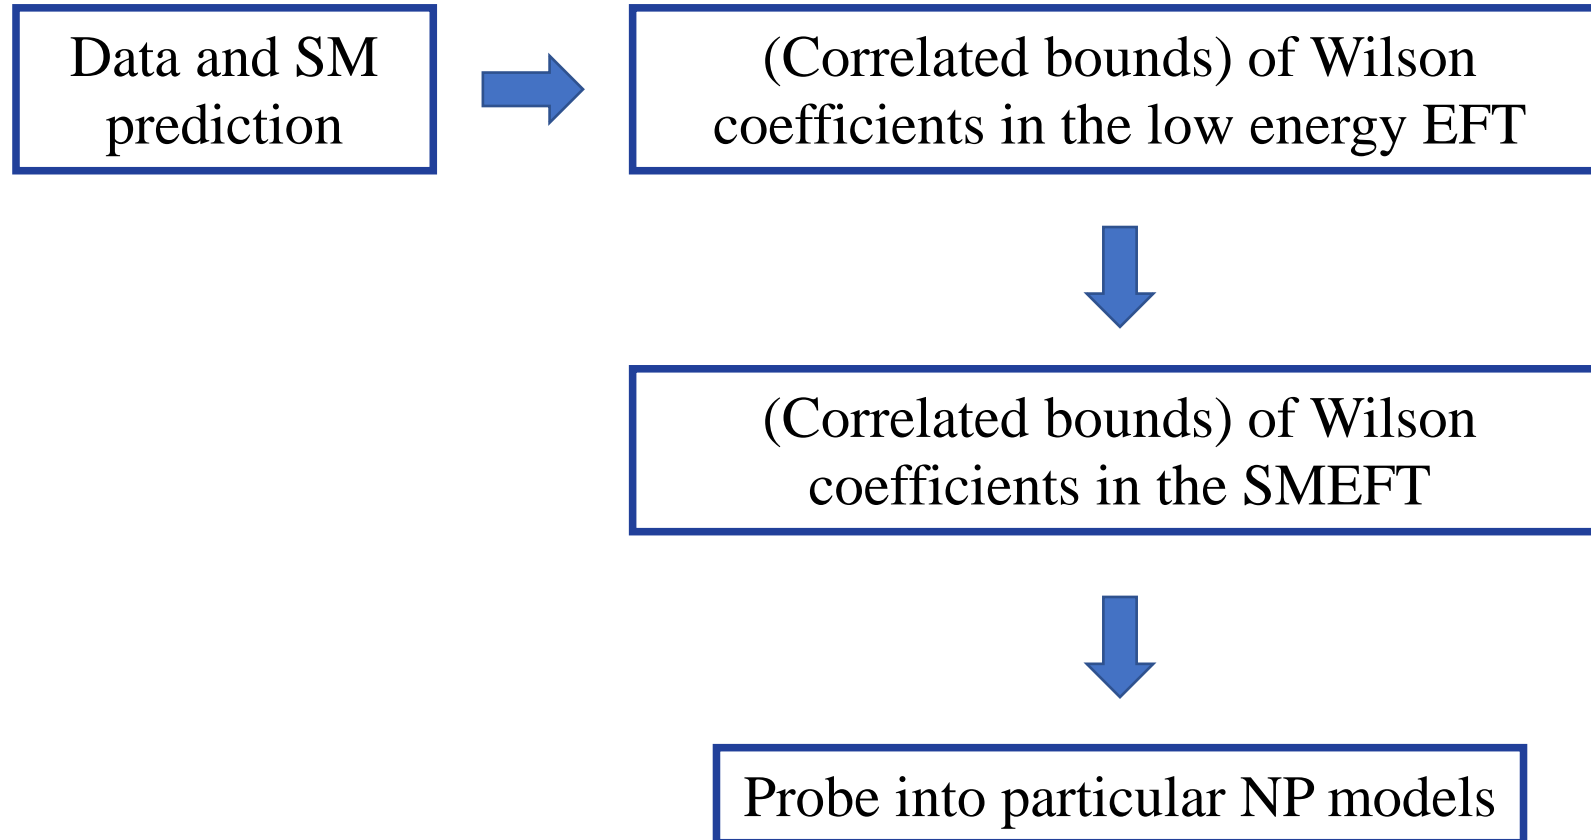 Data and SM
prediction
(Correlated bounds) of Wilson
coefficients in the low energy EFT
(Correlated bounds) of Wilson
coefficients in the SMEFT
Probe into particular NP models